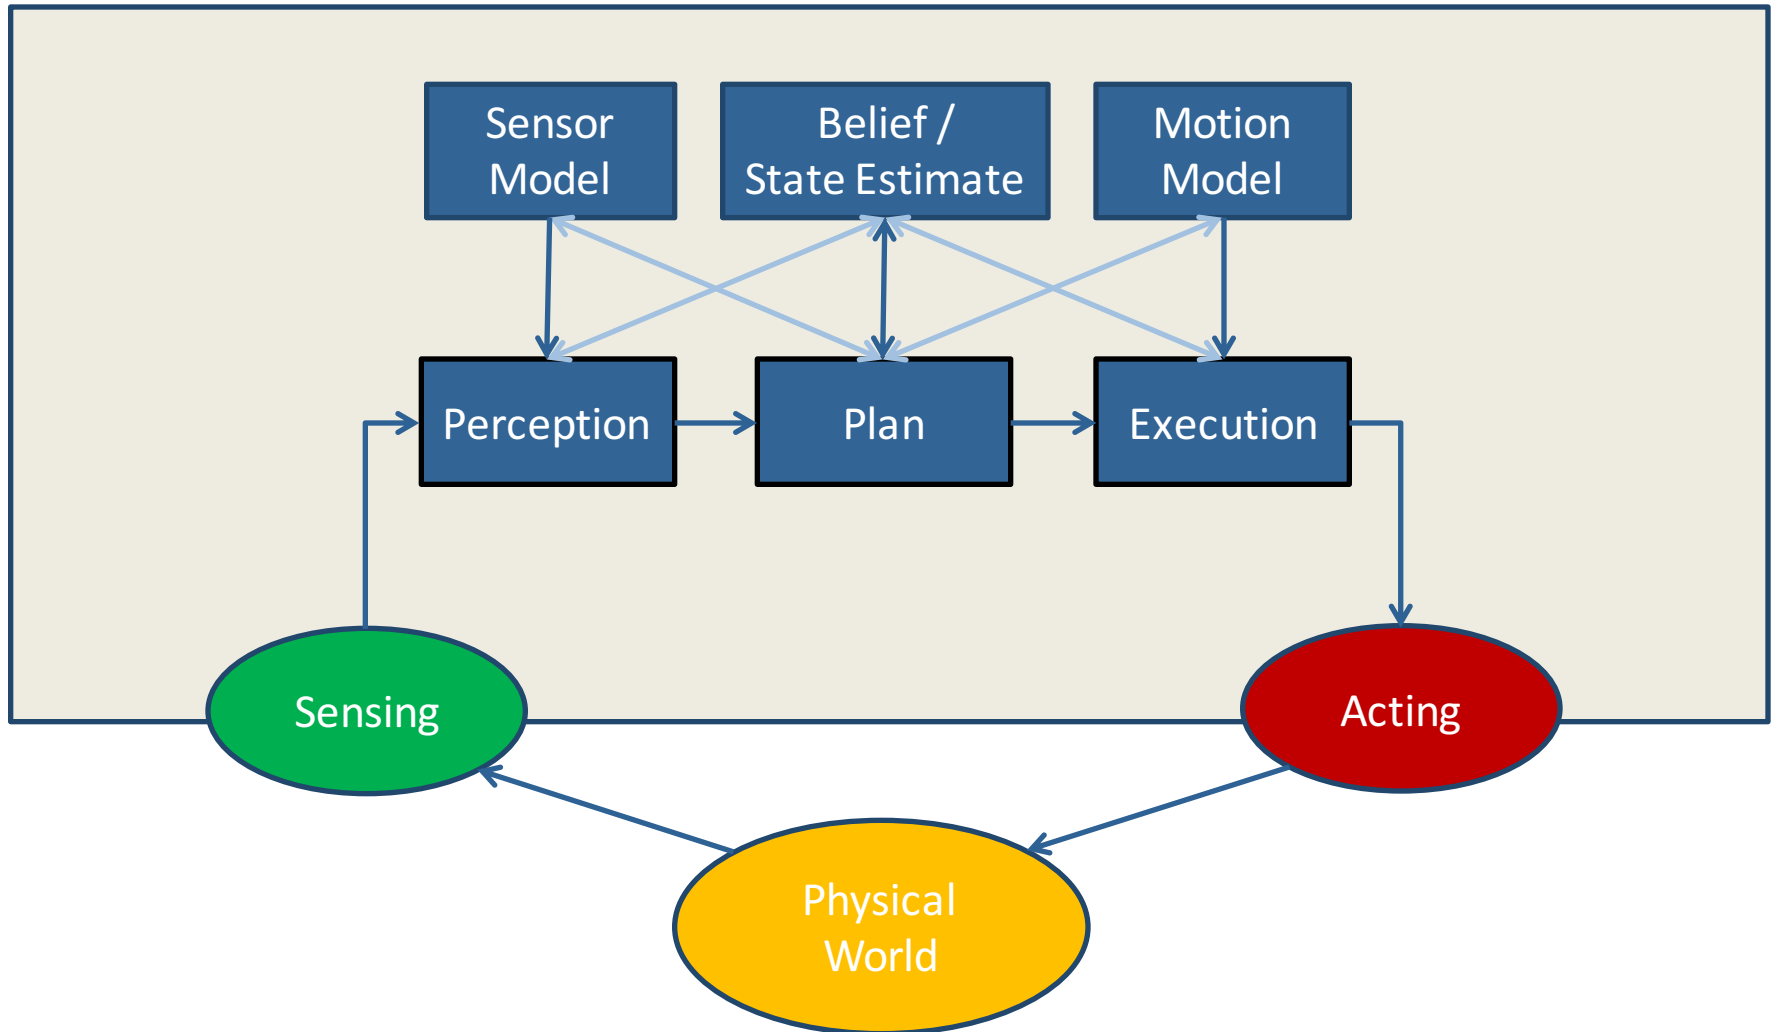 Sensor
Model
Belief /
State Estimate
Motion
Model
Perception
Plan
Execution
Sensing
Acting
Physical
World